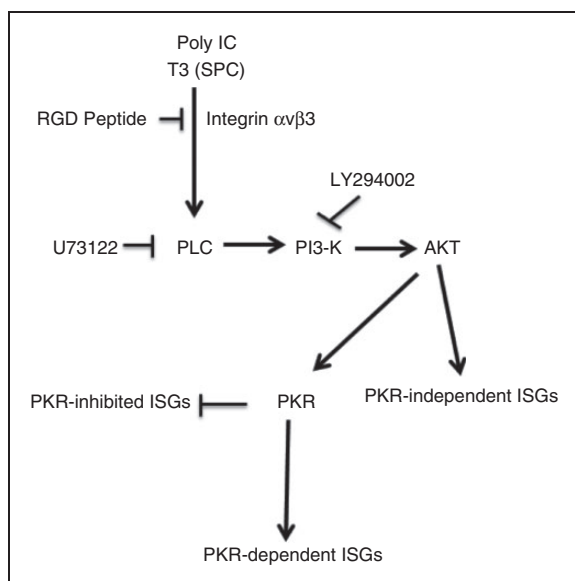 Poly IC
T3 (SPC)
RGD Peptide
Integrin αvβ3
LY294002
U73122
PLC
PI3-K
AKT
PKR-inhibited ISGs
PKR
PKR-independent ISGs
PKR-dependent ISGs